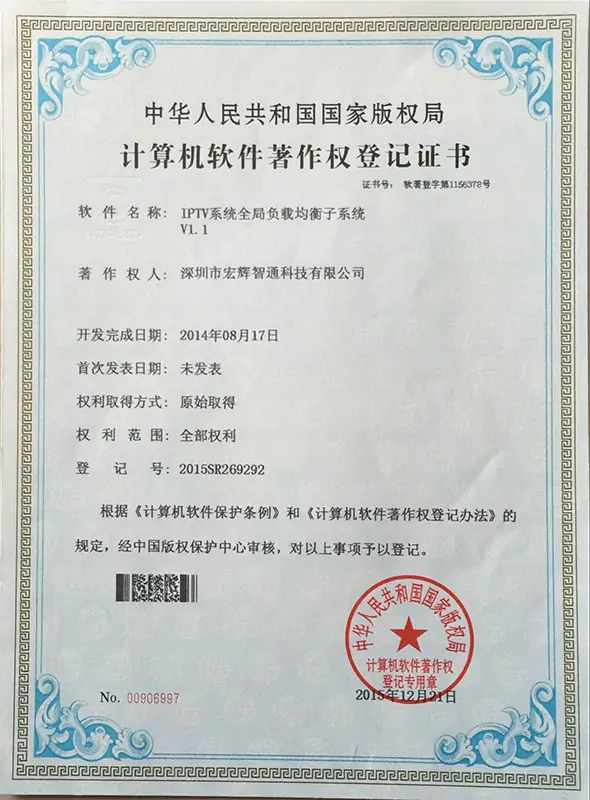 中华人民共和国国家版权局
计算机软件著作权登记证书
证书号: 软著登字第1156378号
软 件 名 称: IPTV系统全局负载均衡子系统
V1.1
著 作 权 人: 深圳市宏辉智通科技有限公司
开发完成日期: 2014年08月17日
首次发表日期: 未发表
权利取得方式: 原始取得
权 利 范 围: 全部权利
登 记 号: 2015SR269292
根据《计算机软件保护条例》和《计算机软件著作权登记办法》的
规定，经中国版权保护中心审核，对以上事项予以登记。
中华人民共和国国家版权局
计算机软件著作权
登记专用章
2015年12月21日
No. 00906997